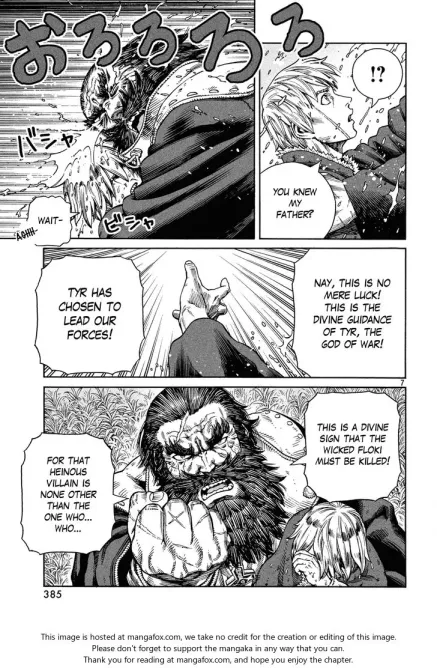 !?
YOU KNEW
MY
FATHER?
おろろろろ
バシャ
ビシャ
WAIT-
AGHH-
NAY, THIS IS NO
MERE LUCK!
THIS IS THE
DIVINE GUIDANCE
OF TYR, THE
GOD OF WAR!
TYR HAS
CHOSEN TO
LEAD OUR
FORCES!
7
THIS IS A DIVINE
SIGN THAT THE
WICKED FLOKI
MUST BE KILLED!
FOR THAT
HEINOUS
VILLAIN IS
NONE OTHER
THAN THE
ONE WHO...
WHO...
385
This image is hosted at mangafox.com, we take no credit for the creation or editing of this image.
Please don't forget to support the mangaka in any way that you can.
Thank you for reading at mangafox.com, and hope you enjoy the chapter.